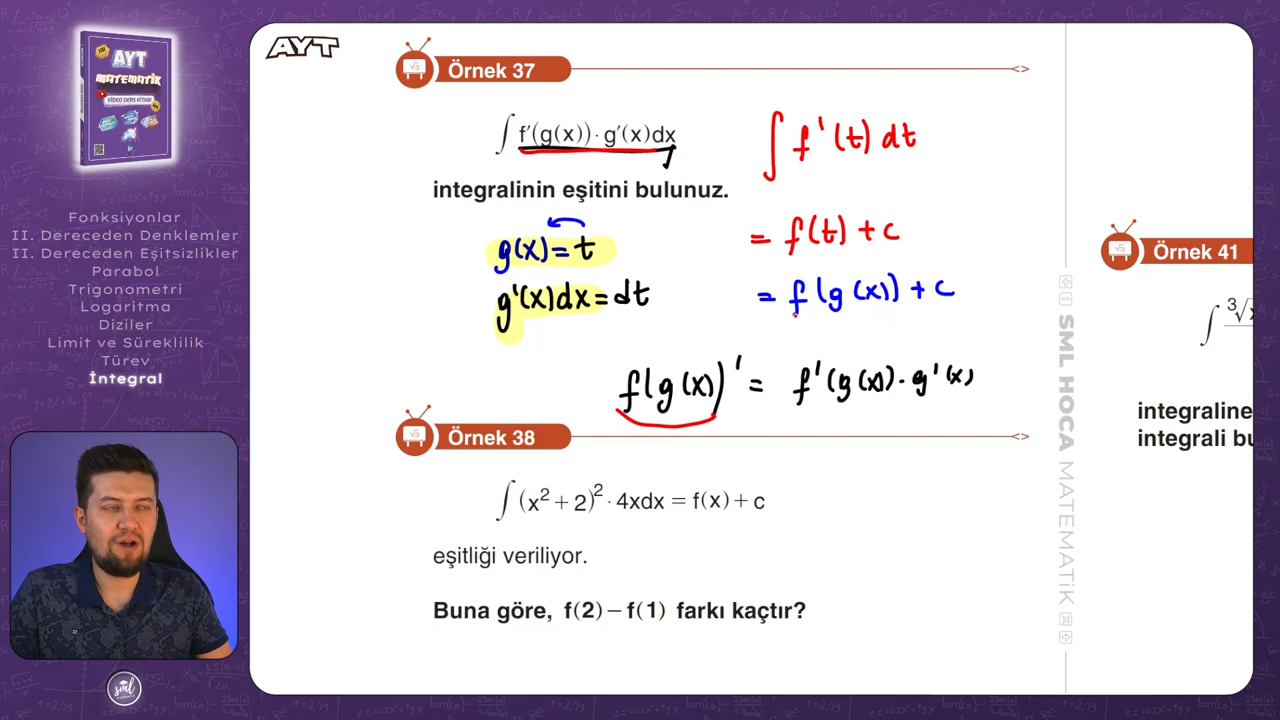 AYT
MATEMATİK
VİDEO DERS KİTABI
Fonksiyonlar
II. Dereceden Denklemler
II. Dereceden Eşitsizlikler
Parabol
Trigonometri
Logaritma
Diziler
Limit ve Süreklilik
Türev
İntegral
sml
AYT
Örnek 37
∫ f′(g(x)) · g′(x)dx
integralinin eşitini bulunuz.
g(x) = t
g'(x)dx = dt
∫ f'(t) dt
= f(t) + c
= f(g(x)) + c
f(g(x))' = f'(g(x)) · g'(x)
Örnek 38
∫ (x² + 2)² · 4xdx = f(x) + c
eşitliği veriliyor.
Buna göre, f(2) − f(1) farkı kaçtır?
SML HOCA MATEMATİK
Örnek 41
∫ ∛x
integraline
integrali bu